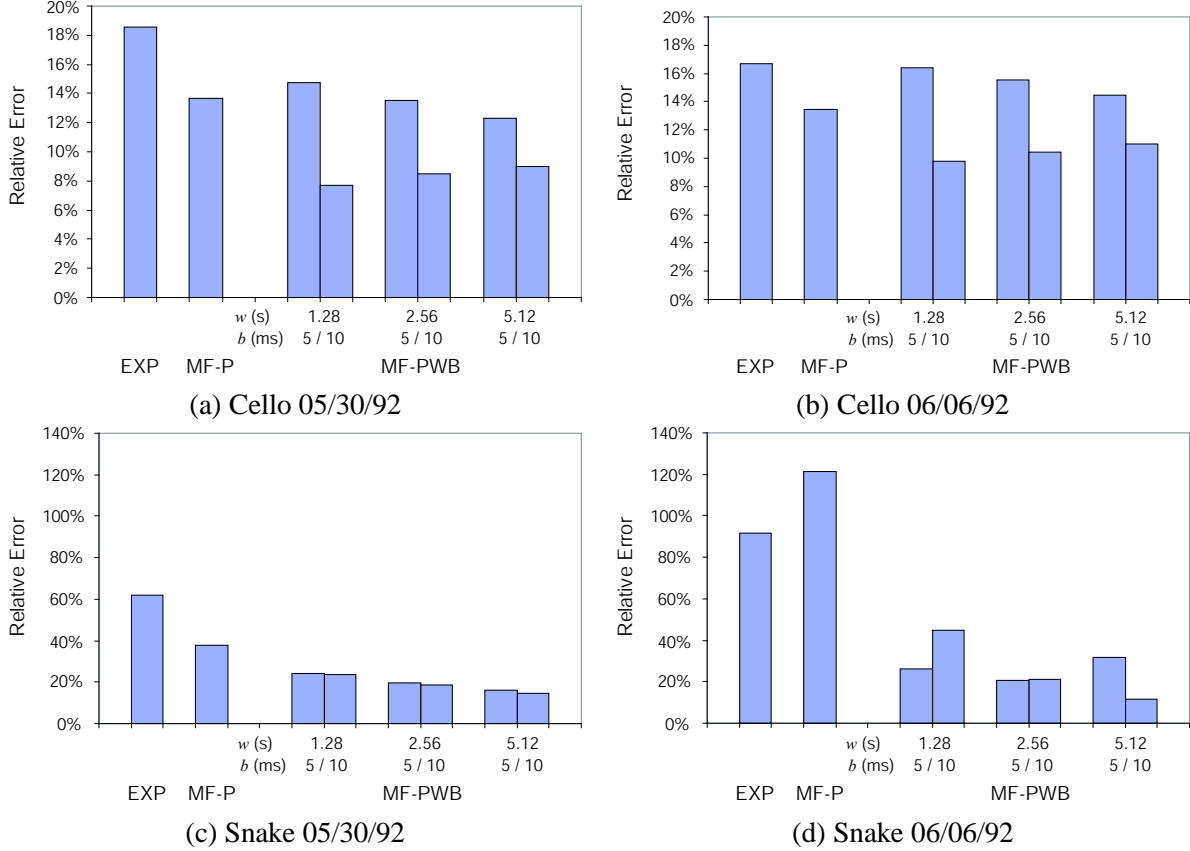 20%
18%
16%
14%
12%
10%
8%
6%
4%
2%
0%
Relative Error
w (s) 1.28 2.56 5.12
b (ms) 5 / 10 5 / 10 5 / 10
EXP MF-P MF-PWB
(a) Cello 05/30/92
20%
18%
16%
14%
12%
10%
8%
6%
4%
2%
0%
Relative Error
w (s) 1.28 2.56 5.12
b (ms) 5 / 10 5 / 10 5 / 10
EXP MF-P MF-PWB
(b) Cello 06/06/92
140%
120%
100%
80%
60%
40%
20%
0%
Relative Error
w (s) 1.28 2.56 5.12
b (ms) 5 / 10 5 / 10 5 / 10
EXP MF-P MF-PWB
(c) Snake 05/30/92
140%
120%
100%
80%
60%
40%
20%
0%
Relative Error
w (s) 1.28 2.56 5.12
b (ms) 5 / 10 5 / 10 5 / 10
EXP MF-P MF-PWB
(d) Snake 06/06/92